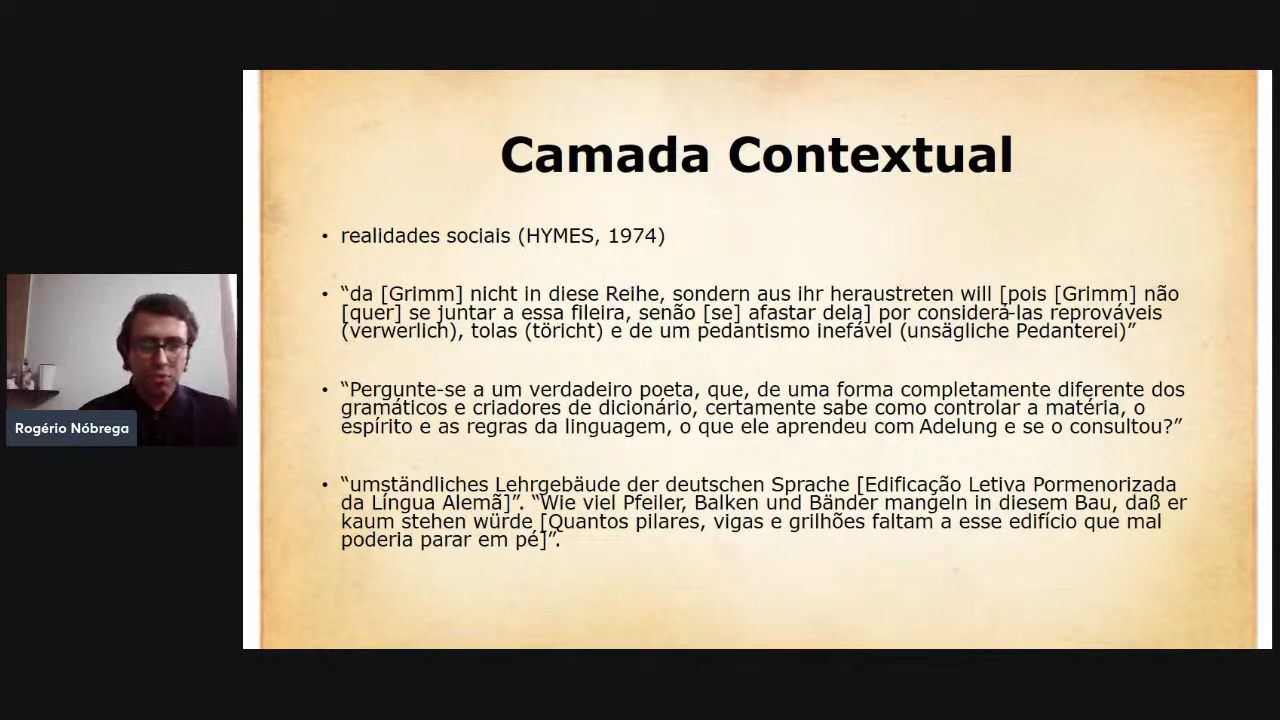 Camada Contextual
• realidades sociais (HYMES, 1974)
• “da [Grimm] nicht in diese Reihe, sondern aus ihr heraustreten will [pois [Grimm] não
[quer] se juntar a essa fileira, senão [se] afastar dela] por considerá-las reprováveis
(verwerlich), tolas (töricht) e de um pedantismo inefável (unsägliche Pedanterei)”
• “Pergunte-se a um verdadeiro poeta, que, de uma forma completamente diferente dos
gramáticos e criadores de dicionário, certamente sabe como controlar a matéria, o
espírito e as regras da linguagem, o que ele aprendeu com Adelung e se o consultou?”
• “umständliches Lehrgebäude der deutschen Sprache [Edificação Letiva Pormenorizada
da Língua Alemã]”. “Wie viel Pfeiler, Balken und Bänder mangeln in diesem Bau, daß er
kaum stehen würde [Quantos pilares, vigas e grilhões faltam a esse edifício que mal
poderia parar em pé]”.
Rogério Nóbrega